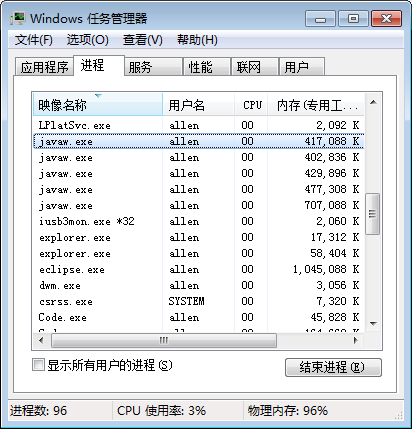 Windows 任务管理器
文件(F) 选项(O) 查看(V) 帮助(H)
应用程序 进程 服务 性能 联网 用户
映像名称 用户名 CPU 内存(专用工...
LPlatSvc.exe allen 00 2,092 K
javaw.exe allen 00 417,088 K
javaw.exe allen 00 402,836 K
javaw.exe allen 00 429,896 K
javaw.exe allen 00 477,308 K
javaw.exe allen 00 707,088 K
iusb3mon.exe *32 allen 00 2,060 K
explorer.exe allen 00 17,312 K
explorer.exe allen 00 58,404 K
eclipse.exe allen 00 1,045,088 K
dwm.exe allen 00 3,056 K
csrss.exe SYSTEM 00 7,320 K
Code.exe allen 00 45,828 K
显示所有用户的进程(S) 结束进程(E)
进程数: 96 CPU 使用率: 3% 物理内存: 96%